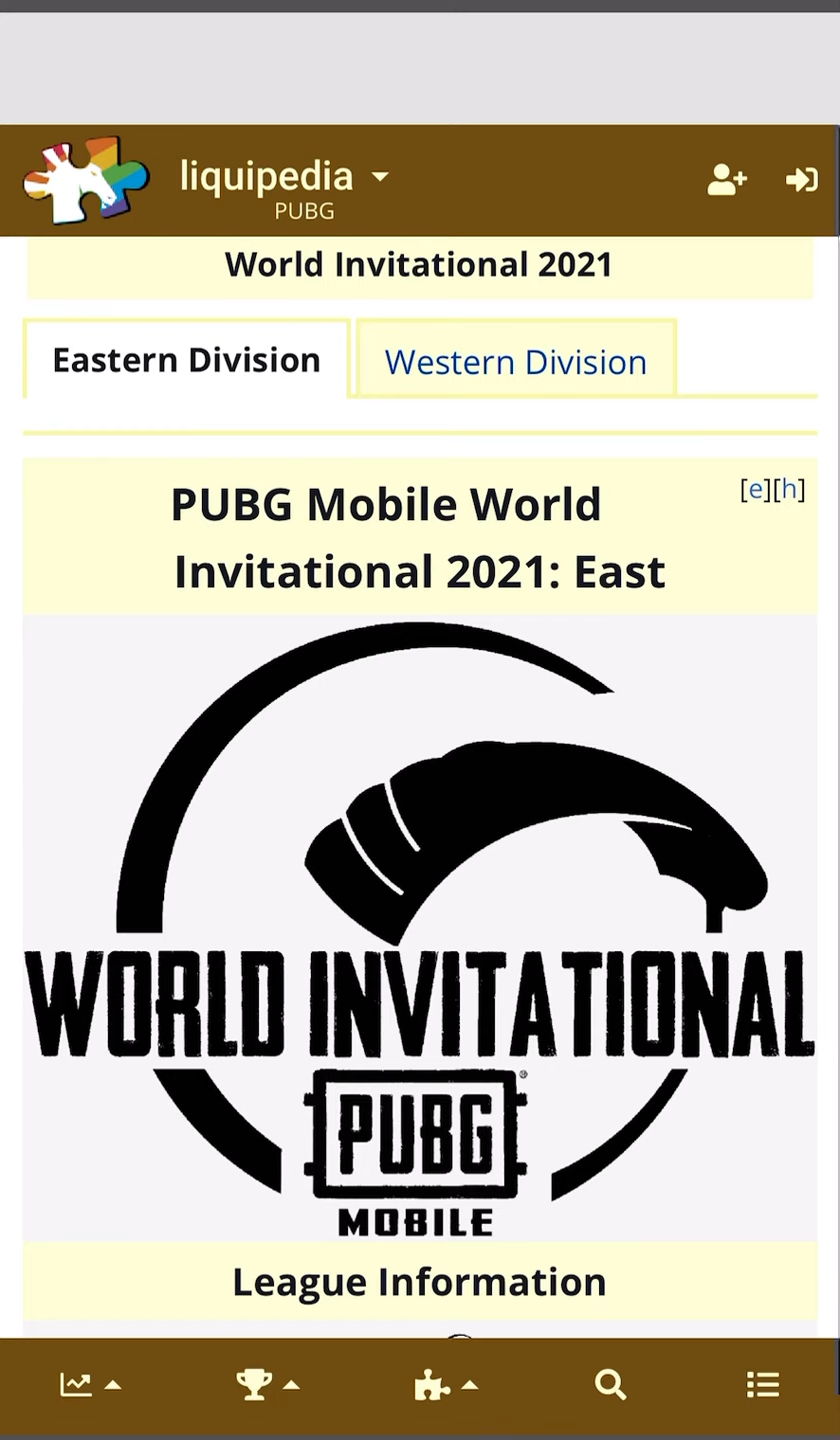 liquipedia
PUBG
World Invitational 2021
Eastern Division
Western Division
PUBG Mobile World
[e][h]
Invitational 2021: East
WORLD INVITATIONAL
PUBG®
MOBILE
League Information